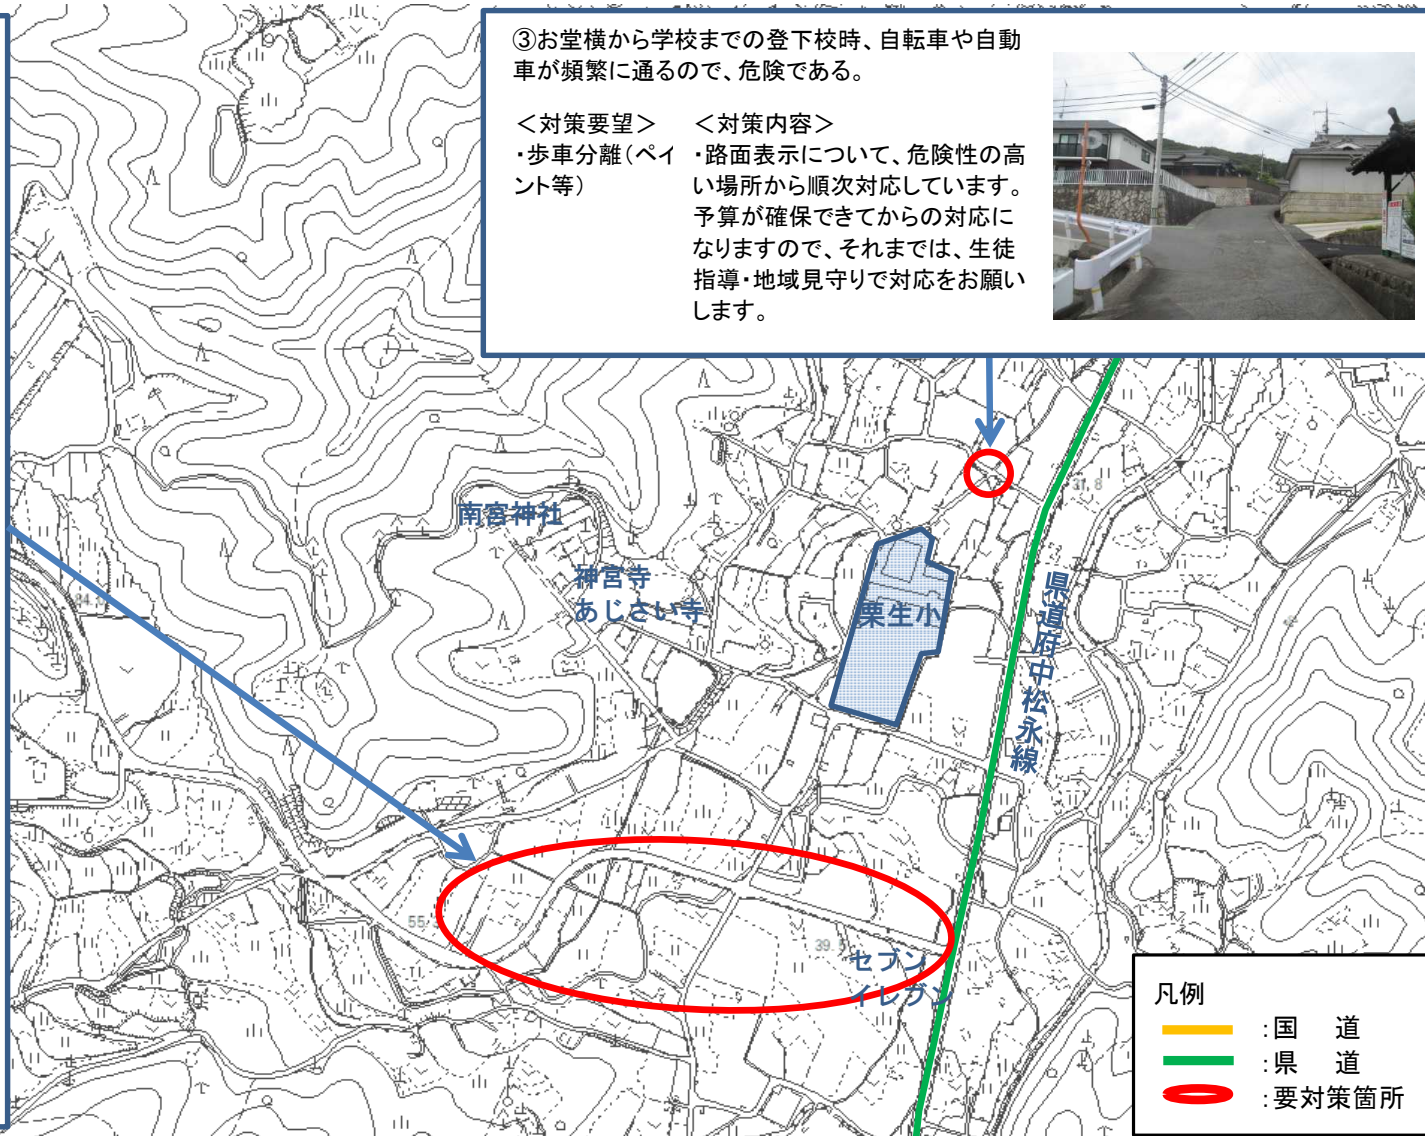 ③お堂横から学校までの登下校時、自転車や自動
車が頻繁に通るので、危険である。
＜対策要望＞
・歩車分離(ペイ
ント等)
＜対策内容＞
・路面表示について、危険性の高
い場所から順次対応しています。
予算が確保できてからの対応に
なりますので、それまでは、生徒
指導・地域見守りで対応をお願い
します。
南宮神社
神宮寺
あじさい寺
栗生小
県道府中松永線
セブン
イレブン
39.5
凡例
:国　道
:県　道
:要対策箇所